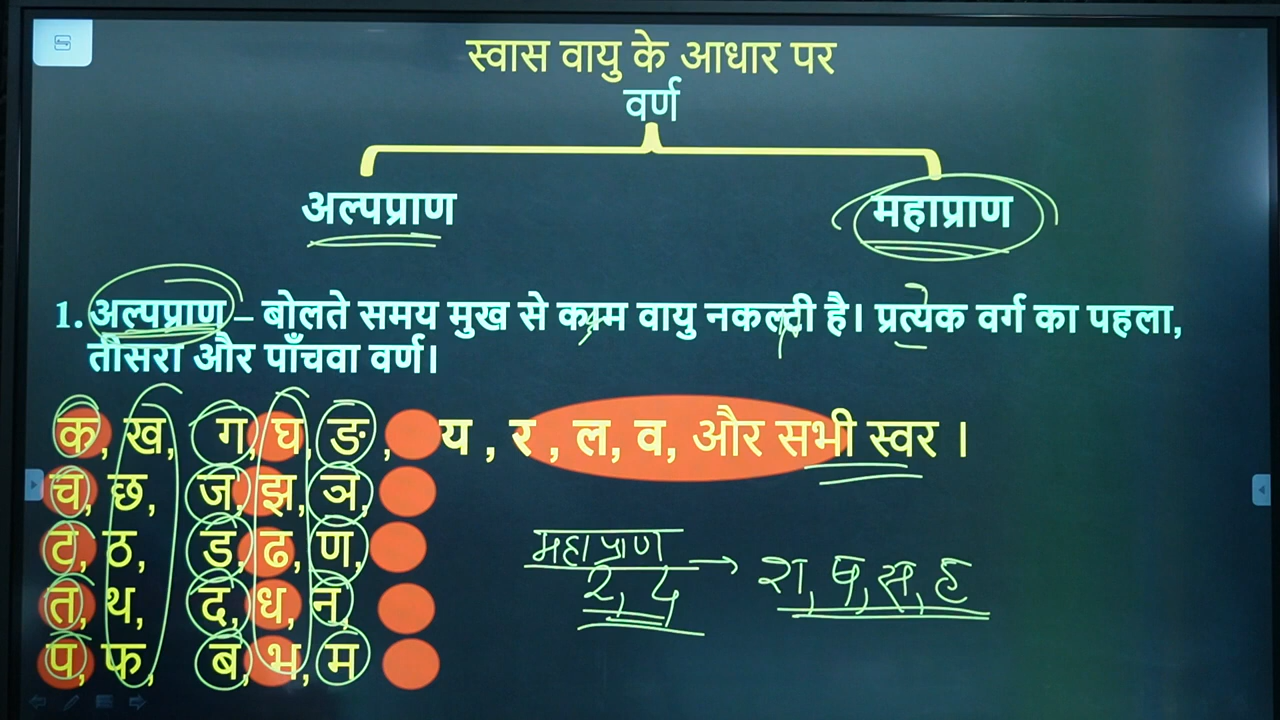 स्वास वायु के आधार पर
वर्ण
अल्पप्राण महाप्राण
1. अल्पप्राण – बोलते समय मुख से काम वायु नकलती है। प्रत्येक वर्ग का पहला,
तीसरा और पाँचवा वर्ण।
क, ख, ग, घ, ङ, य, र, ल, व, और सभी स्वर ।
च, छ, ज, झ, ञ,
ट, ठ, ड, ढ, ण,
त, थ, द, ध, न,
प, फ, ब, भ, म
महाप्राण → श, ष, स, ह
2, 4